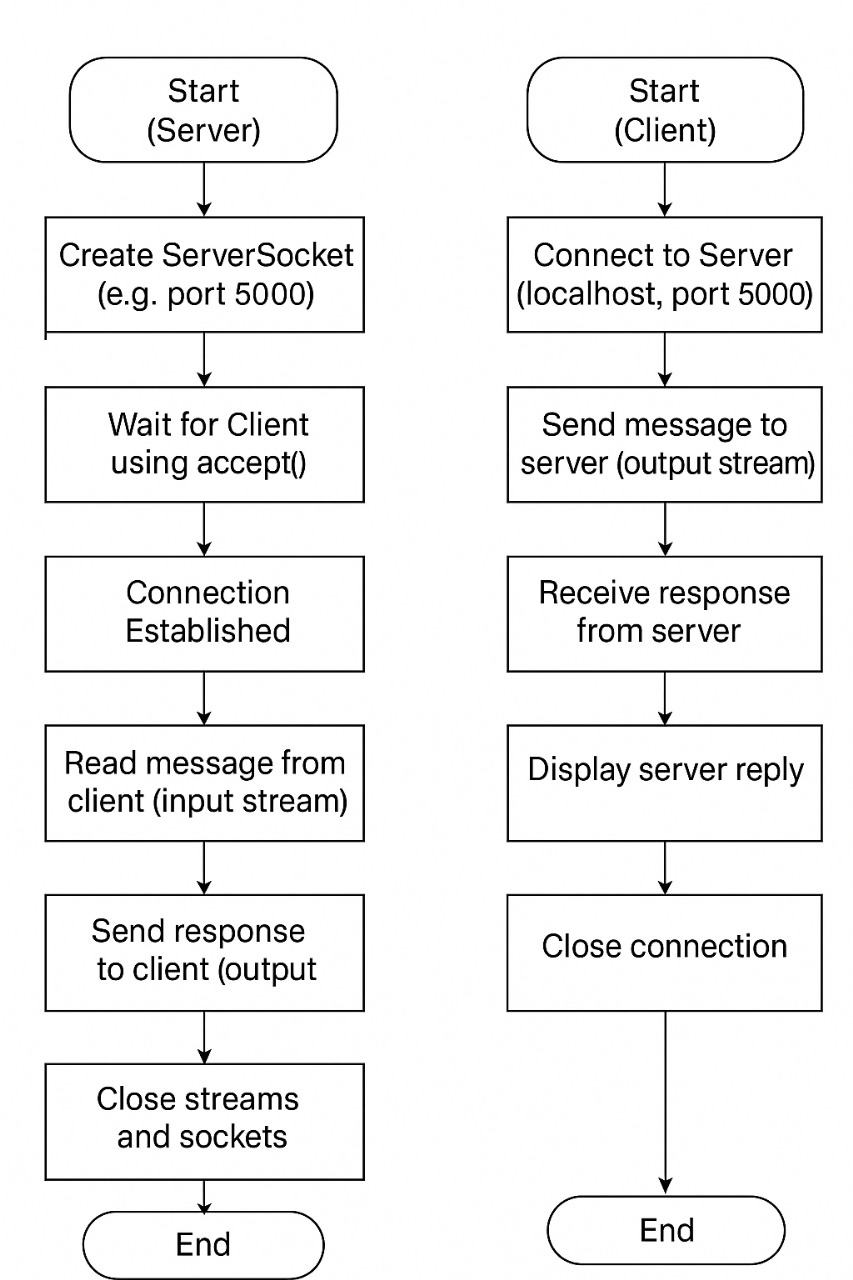 Start
(Server)
Create ServerSocket
(e.g. port 5000)
Wait for Client
using accept()
Connection
Established
Read message from
client (input stream)
Send response
to client (output
Close streams
and sockets
End
Start
(Client)
Connect to Server
(localhost, port 5000)
Send message to
server (output stream)
Receive response
from server
Display server reply
Close connection
End